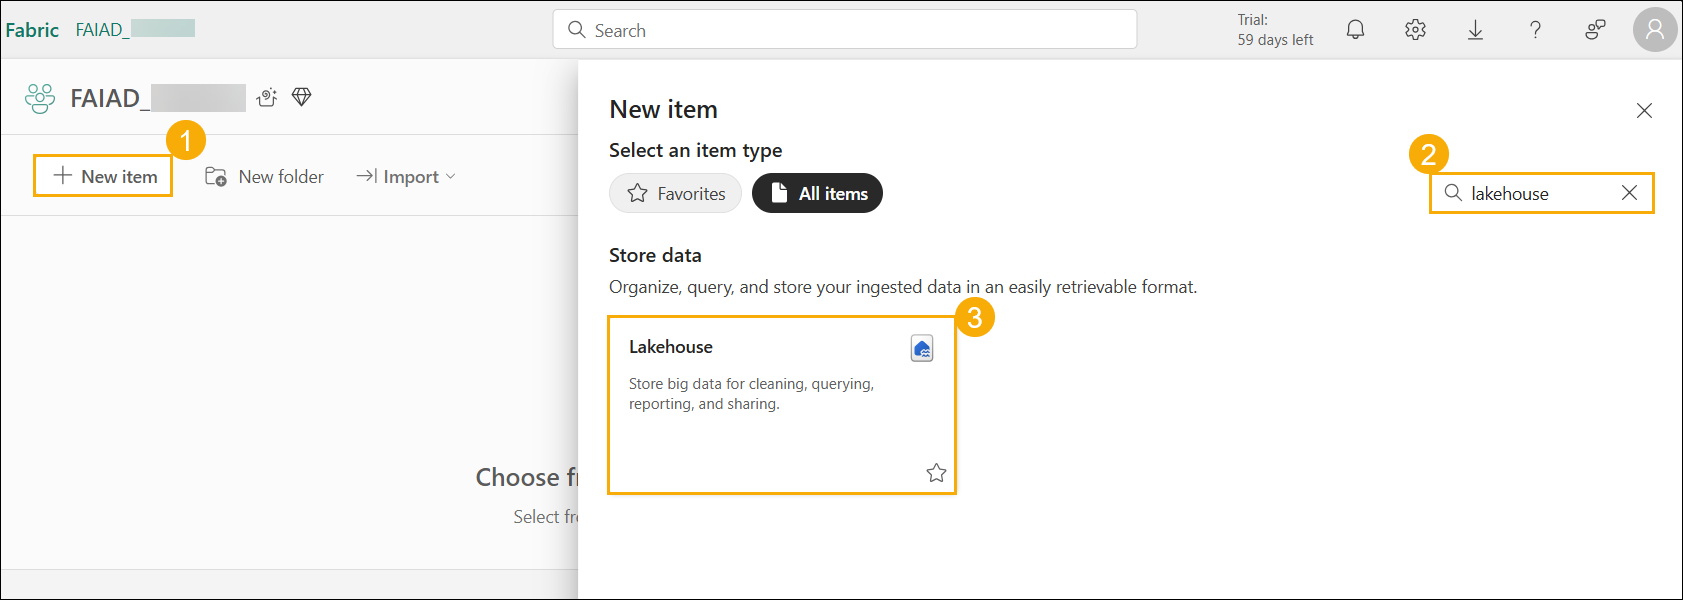 Fabric FAIAD_
Search
Trial:
59 days left
FAIAD_
1
New item
New folder
Import
Choose f
Select fr
New item
Select an item type
Favorites
All items
2
lakehouse
Store data
Organize, query, and store your ingested data in an easily retrievable format.
3
Lakehouse
Store big data for cleaning, querying,
reporting, and sharing.